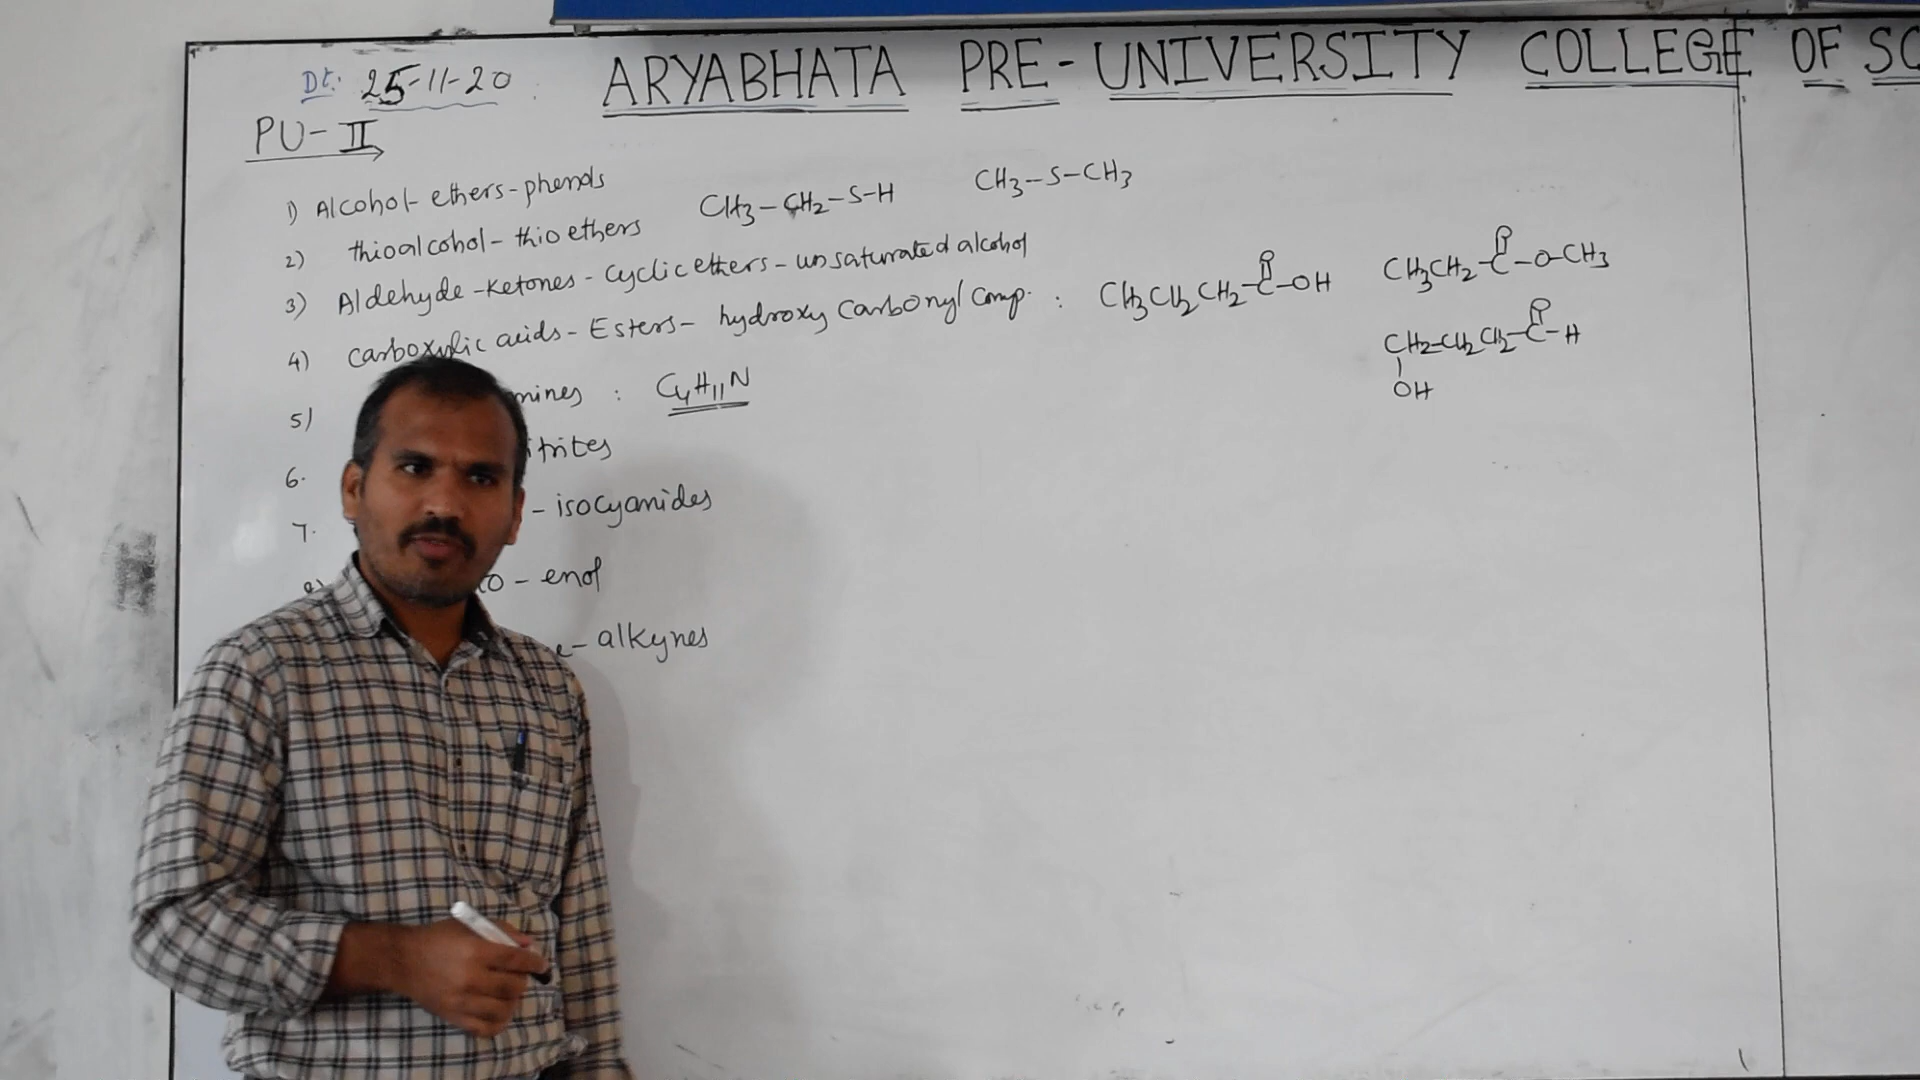 Dt: 25-11-20
ARYABHATA PRE-UNIVERSITY COLLEGE OF SC
PU-II
1) Alcohol-ethers-phenols
2) thioalcohol-thioethers CH3-CH2-S-H CH3-S-CH3
3) Aldehyde-Ketones-Cyclic ethers-unsaturated alcohol
4) Carboxylic acids-Esters-hydroxy Carbonyl Comp. : CH3CH2CH2-C-OH CH3CH2-C-O-CH3
O O
CH2-CH2CH2-C-H
O
OH
5) mines : C4H11N
6. itrites
7. - isocyanides
- enol
e-alkynes